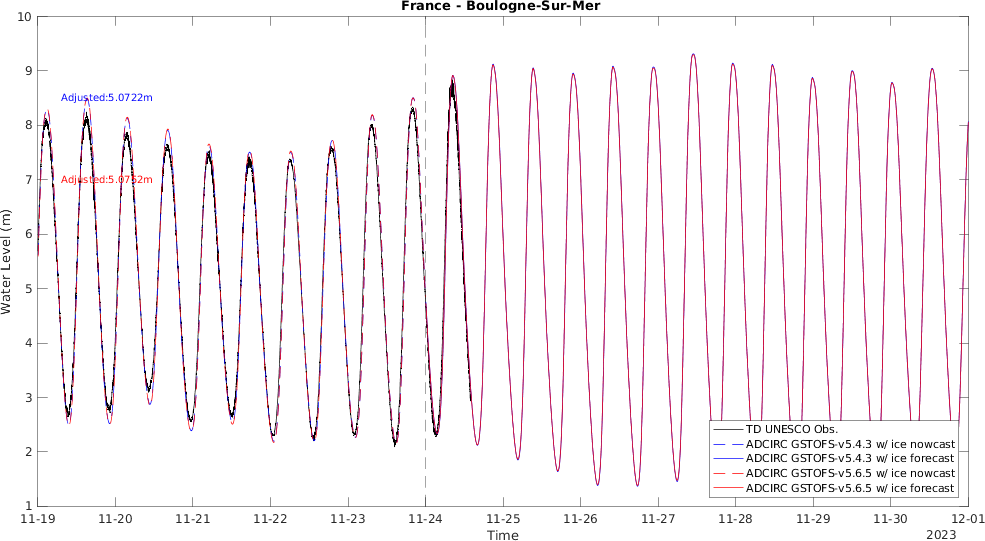 France - Boulogne-Sur-Mer
10
9
8
7
6
5
4
3
2
1
Water Level (m)
Adjusted:5.0722m
Adjusted:5.0752m
TD UNESCO Obs.
ADCIRC GSTOFS-v5.4.3 w/ ice nowcast
ADCIRC GSTOFS-v5.4.3 w/ ice forecast
ADCIRC GSTOFS-v5.6.5 w/ ice nowcast
ADCIRC GSTOFS-v5.6.5 w/ ice forecast
11-19 11-20 11-21 11-22 11-23 11-24 11-25 11-26 11-27 11-28 11-29 11-30 12-01
Time
2023